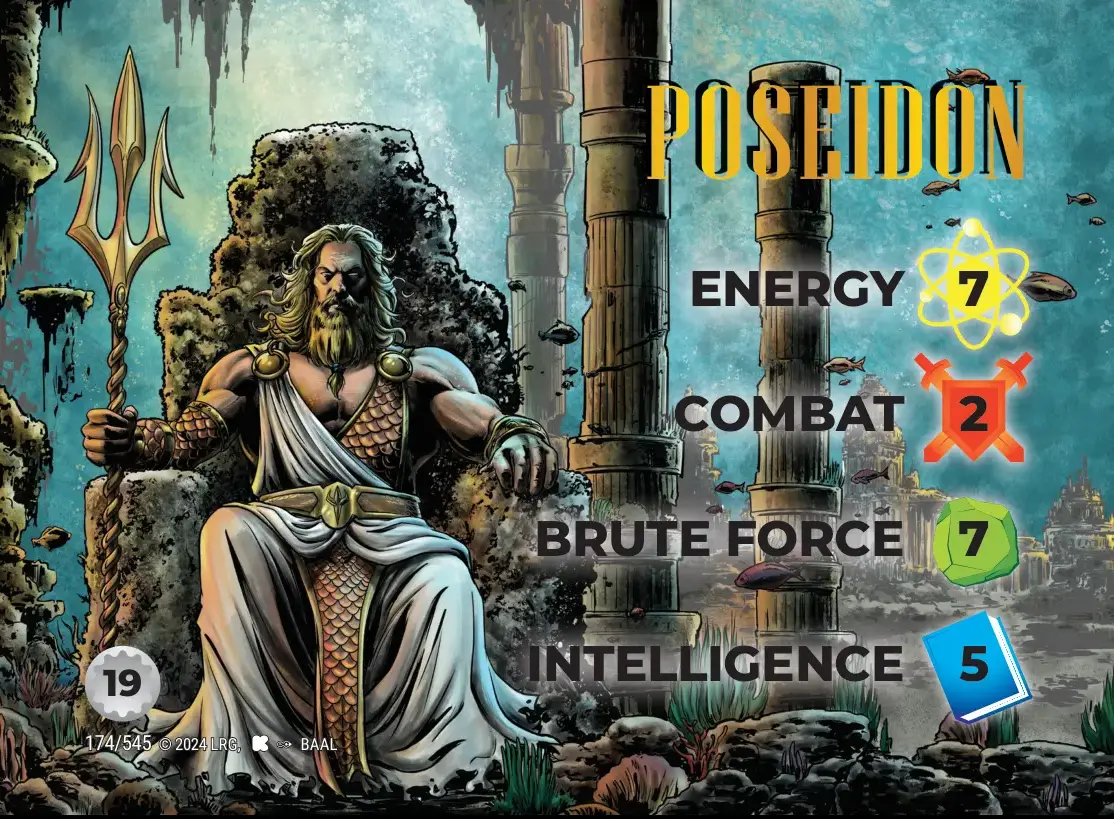 POSEIDON
ENERGY 7
COMBAT 2
BRUTE FORCE 7
INTELLIGENCE 5
19
174/545 © 2024 LRG, BAAL